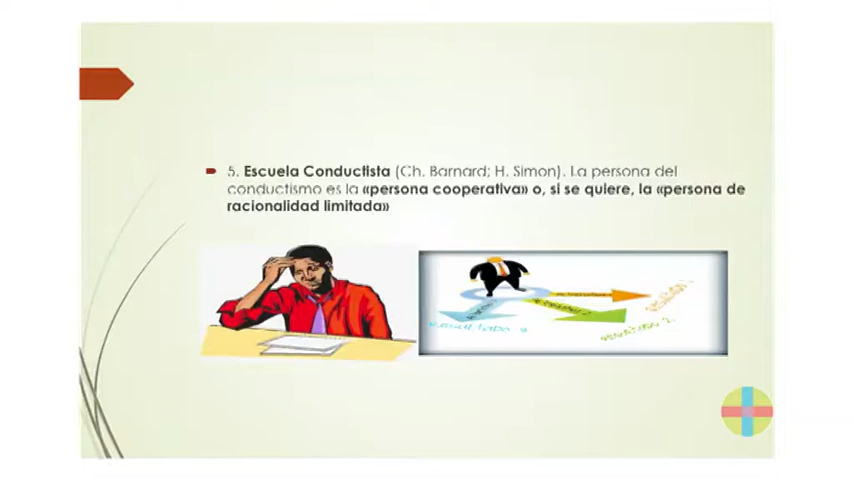 5. Escuela Conductista (Ch. Barnard; H. Simon). La persona del
conductismo es la «persona cooperativa» o, si se quiere, la «persona de
racionalidad limitada»